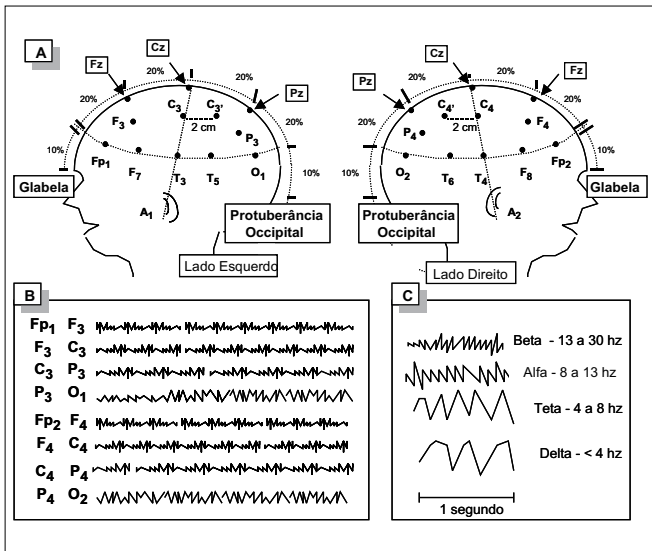 A
Fz
Cz
20%
20%
20%
20%
10%
10%
Pz
C3
C3'
2 cm
F3
P3
Fp1
F7
T3
T5
O1
A1
Glabela
Protuberância
Occipital
Lado Esquerdo
Cz
Pz
Fz
20%
20%
20%
20%
10%
10%
C4'
C4
2 cm
P4
F4
O2
T6
T4
F8
Fp2
A2
Protuberância
Occipital
Glabela
Lado Direito
B
Fp1 F3
F3 C3
C3 P3
P3 O1
Fp2 F4
F4 C4
C4 P4
P4 O2
C
Beta - 13 a 30 hz
Alfa - 8 a 13 hz
Teta - 4 a 8 hz
Delta - < 4 hz
1 segundo